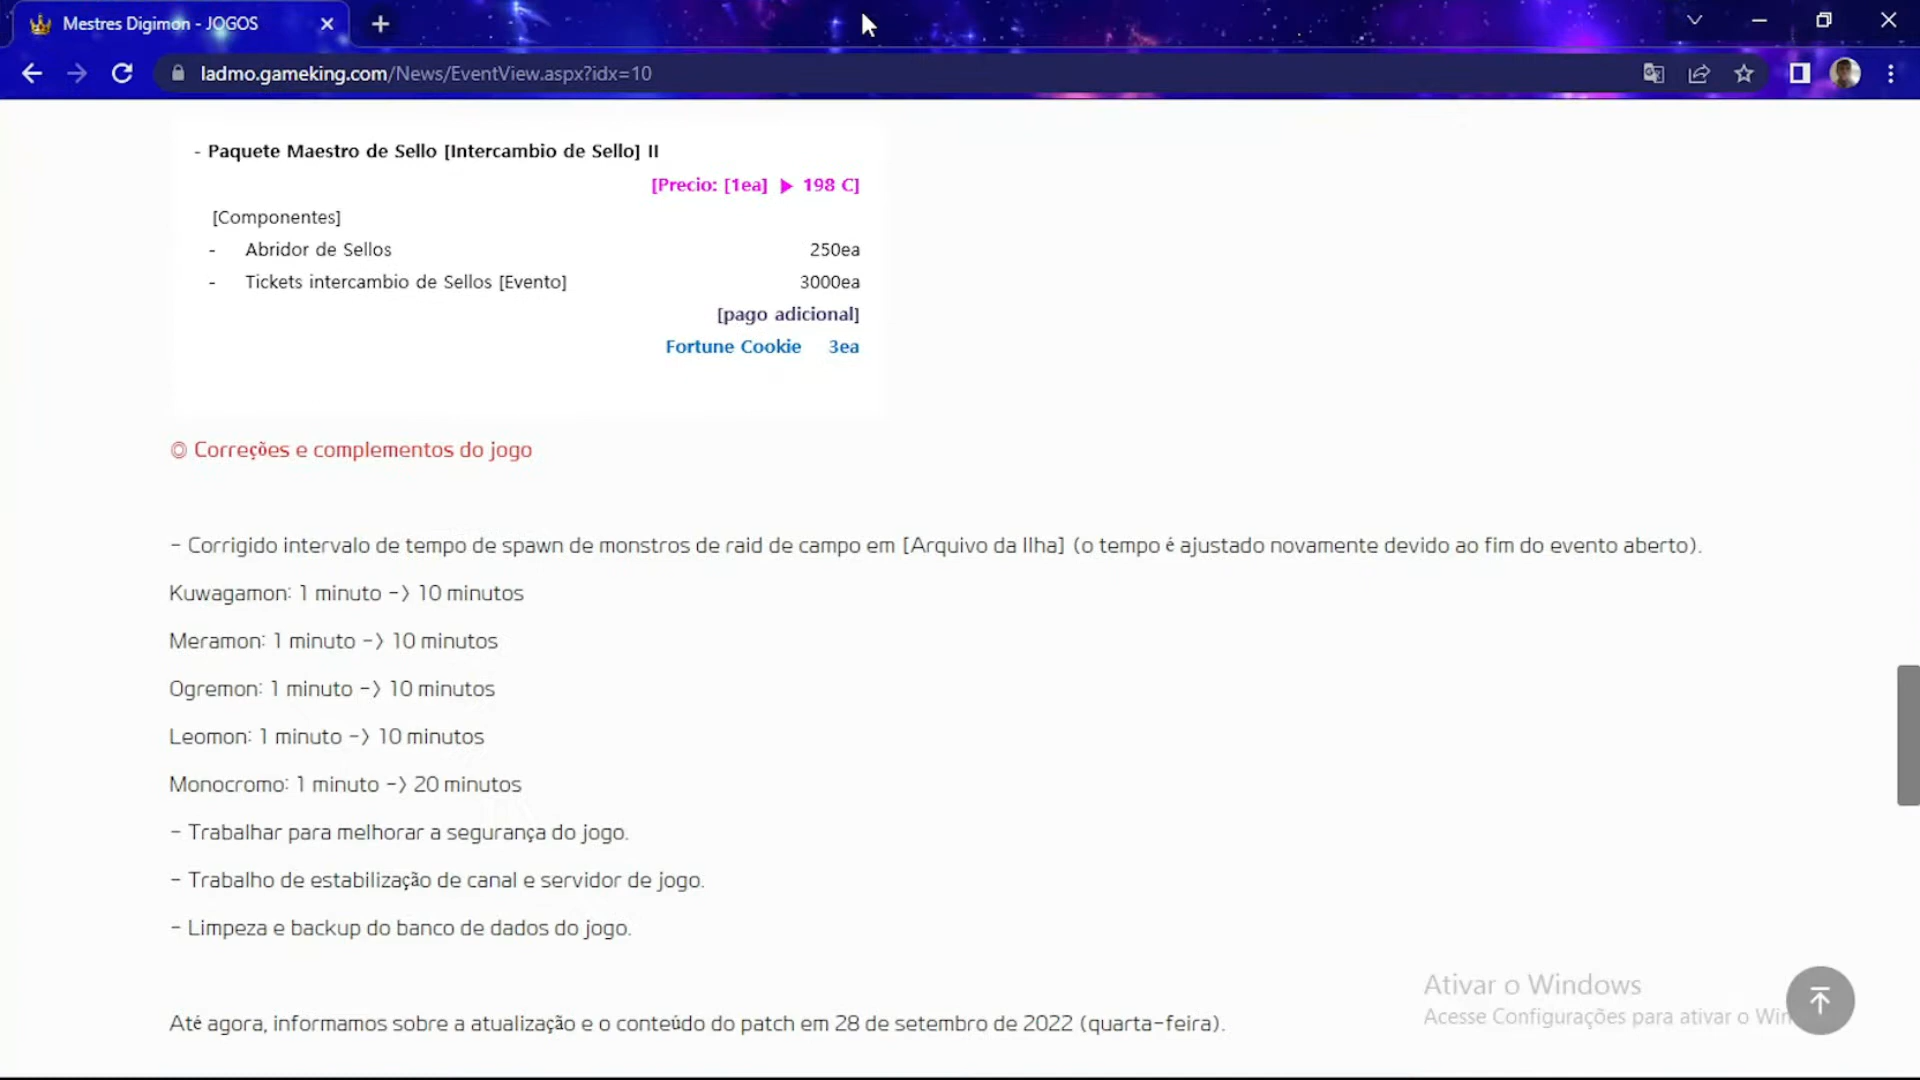 Mestres Digimon - JOGOS
ladmo.gameking.com/News/EventView.aspx?idx=10
- Paquete Maestro de Sello [Intercambio de Sello] II
[Precio: [1ea] ▶ 198 C]
[Componentes]
- Abridor de Sellos 250ea
- Tickets intercambio de Sellos [Evento] 3000ea
[pago adicional]
Fortune Cookie 3ea
◎ Correções e complementos do jogo
- Corrigido intervalo de tempo de spawn de monstros de raid de campo em [Arquivo da Ilha] (o tempo é ajustado novamente devido ao fim do evento aberto).
Kuwagamon: 1 minuto -> 10 minutos
Meramon: 1 minuto -> 10 minutos
Ogremon: 1 minuto -> 10 minutos
Leomon: 1 minuto -> 10 minutos
Monocromo: 1 minuto -> 20 minutos
- Trabalhar para melhorar a segurança do jogo.
- Trabalho de estabilização de canal e servidor de jogo.
- Limpeza e backup do banco de dados do jogo.
Ativar o Windows
Acesse Configurações para ativar o Win
Até agora, informamos sobre a atualização e o conteúdo do patch em 28 de setembro de 2022 (quarta-feira).